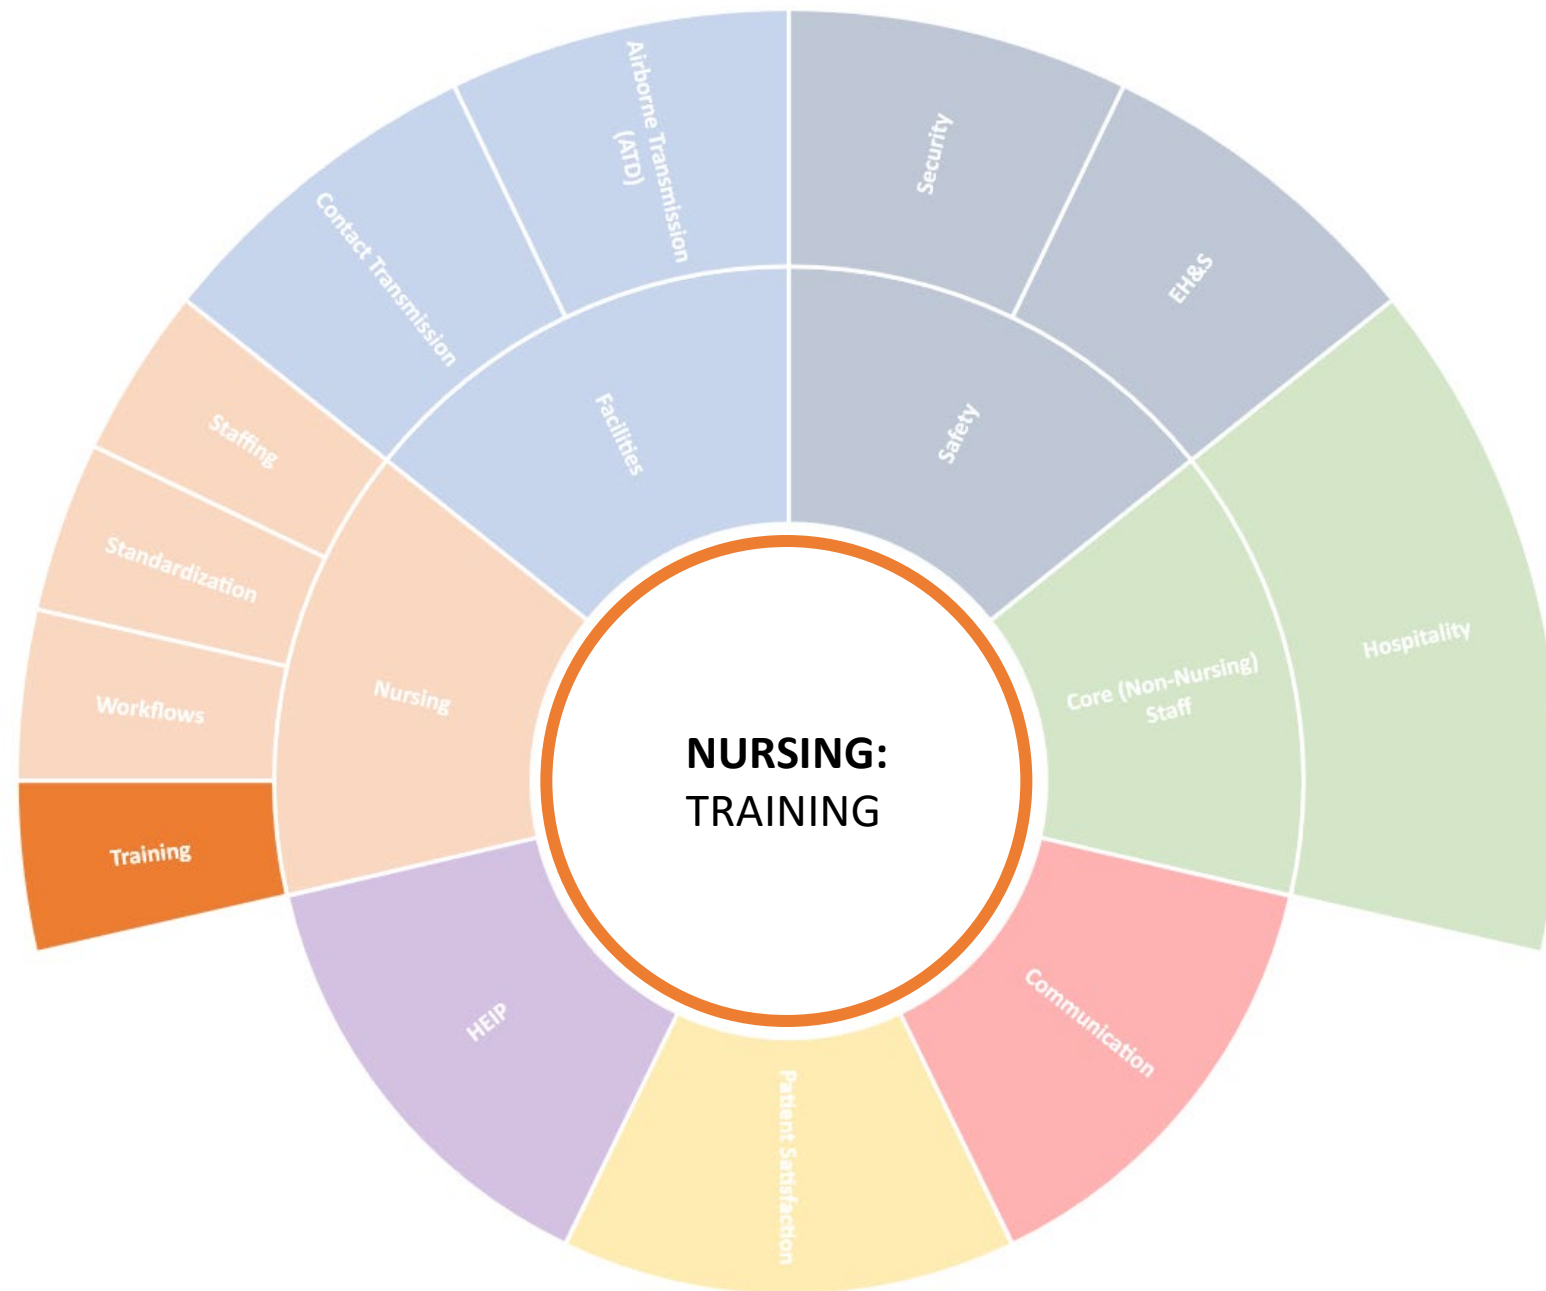 Airborne Transmission
(ATD)
Security
Contact Transmission
EH&S
Facilities
Safety
Staffing
Standardization
Hospitality
Core (Non-Nursing)
Staff
Nursing
Workflows
NURSING:
TRAINING
Training
HEIP
Communication
Patient Satisfaction